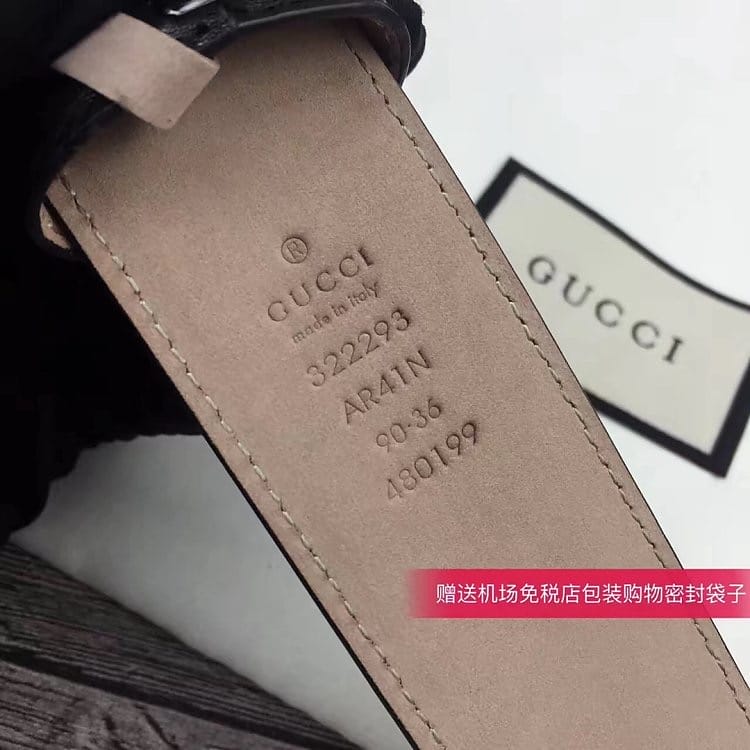 ®
GUCCI
made in italy
322293
AR41N
90·36
480199
GUCCI
赠送机场免税店包装购物密封袋子